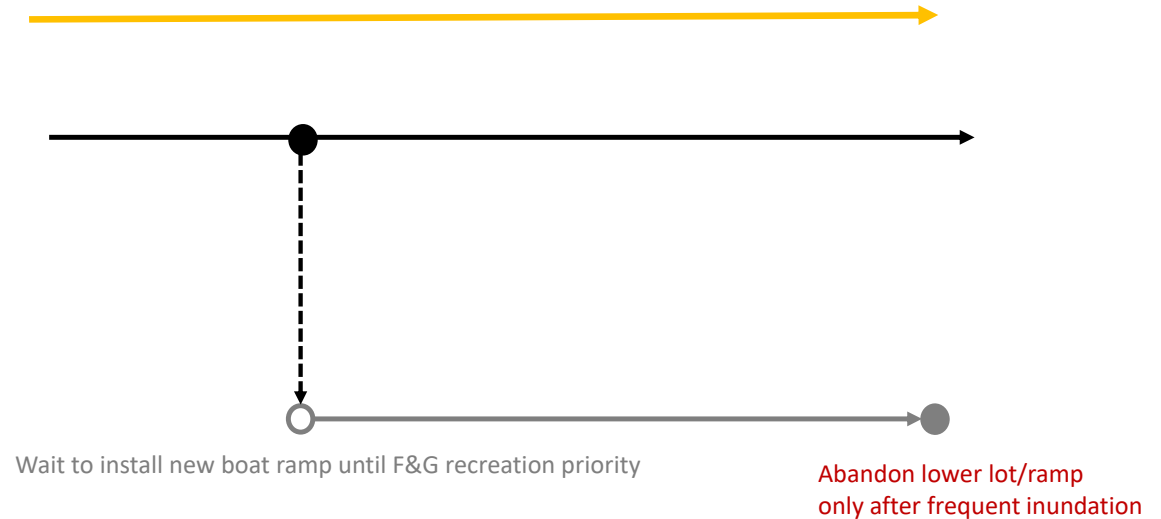 Wait to install new boat ramp until F&G recreation priority
Abandon lower lot/ramp
only after frequent inundation